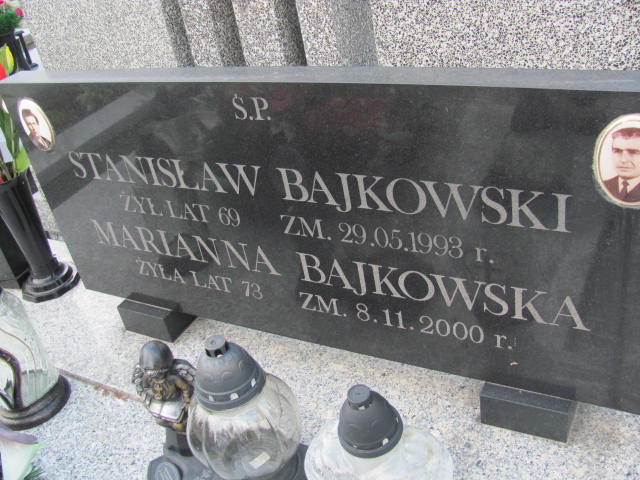 Ś.P.
STANISŁAW BAJKOWSKI
ŻYŁ LAT 69 ZM. 29.05.1993 r.
MARIANNA BAJKOWSKA
ŻYŁA LAT 73 ZM. 8.11.2000 r.